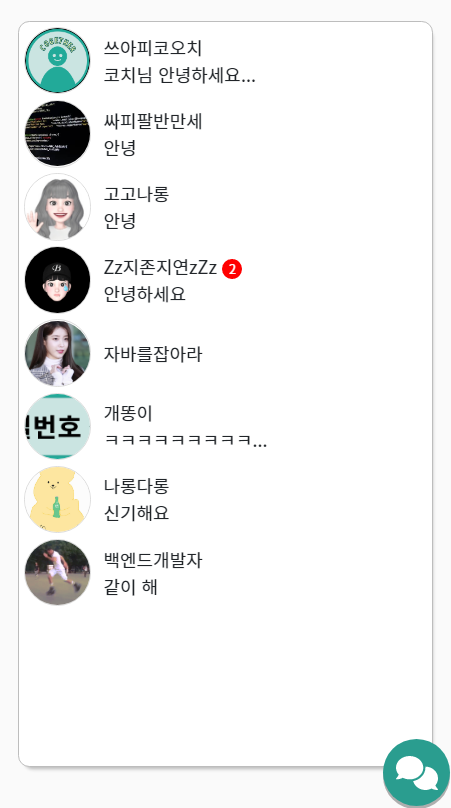 TOGETHER
쓰아피코오치
코치님 안녕하세요...
싸피팔반만세
안녕
고고나롱
안녕
Zz지존지연zZz 2
안녕하세요
자바를잡아라
개똥이
번호
ㅋㅋㅋㅋㅋㅋㅋㅋㅋ...
나롱다롱
신기해요
백엔드개발자
같이 해